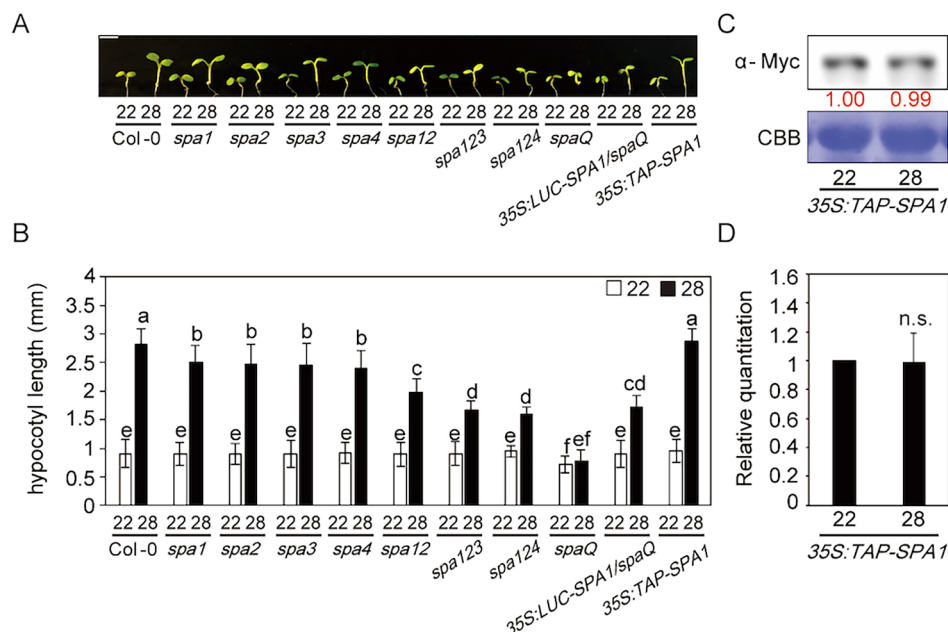 A
22 28 22 28 22 28 22 28 22 28 22 28 22 28 22 28 22 28 22 28 22 28
Col-0 spa1 spa2 spa3 spa4 spa12 spa123 spa124 spaQ 35S:LUC-SPA1/spaQ 35S:TAP-SPA1
C
α- Myc
1.00 0.99
CBB
22 28
35S:TAP-SPA1
B
hypocotyl length (mm)
4
3.5
3
2.5
2
1.5
1
0.5
0
22 28
e a e b e b e b e b e c e d e d f ef e cd e a
22 28 22 28 22 28 22 28 22 28 22 28 22 28 22 28 22 28 22 28 22 28
Col-0 spa1 spa2 spa3 spa4 spa12 spa123 spa124 spaQ 35S:LUC-SPA1/spaQ 35S:TAP-SPA1
D
Relative quantitation
1.6
1.4
1.2
1
0.8
0.6
0.4
0.2
0
n.s.
22 28
35S:TAP-SPA1